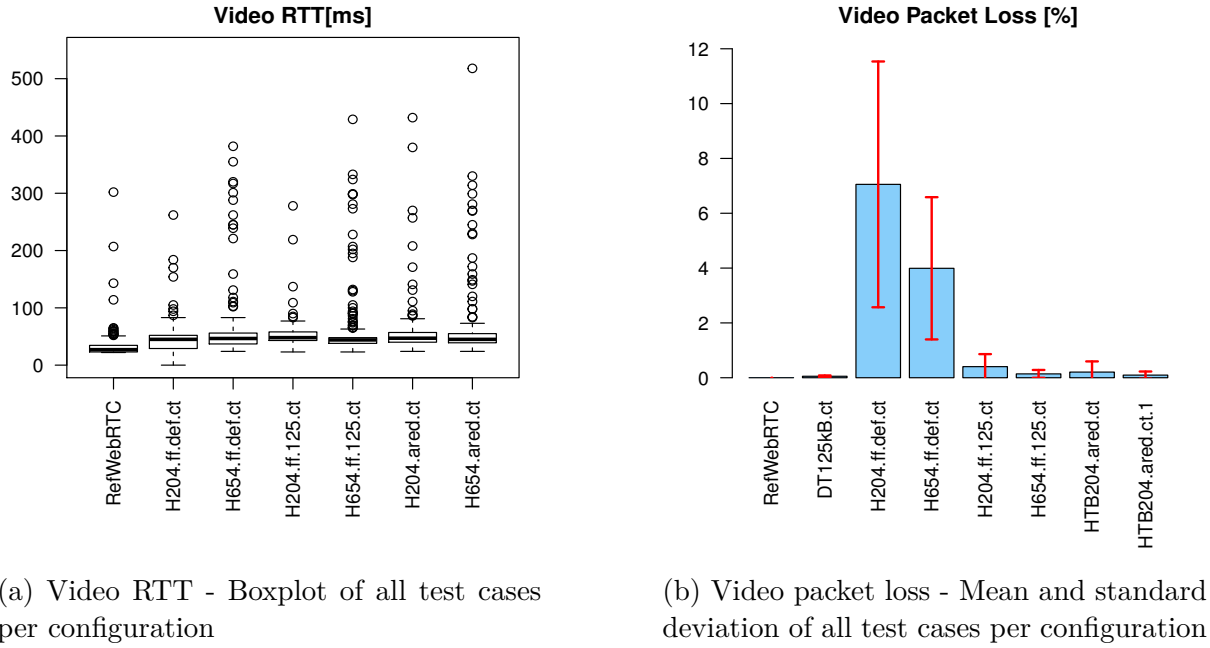 Video RTT[ms]
500
400
300
200
100
0
RefWebRTC
H204.ff.def.ct
H654.ff.def.ct
H204.ff.125.ct
H654.ff.125.ct
H204.ared.ct
H654.ared.ct
(a) Video RTT - Boxplot of all test cases
per configuration
Video Packet Loss [%]
12
10
8
6
4
2
0
RefWebRTC
DT125kB.ct
H204.ff.def.ct
H654.ff.def.ct
H204.ff.125.ct
H654.ff.125.ct
HTB204.ared.ct
HTB204.ared.ct.1
(b) Video packet loss - Mean and standard
deviation of all test cases per configuration